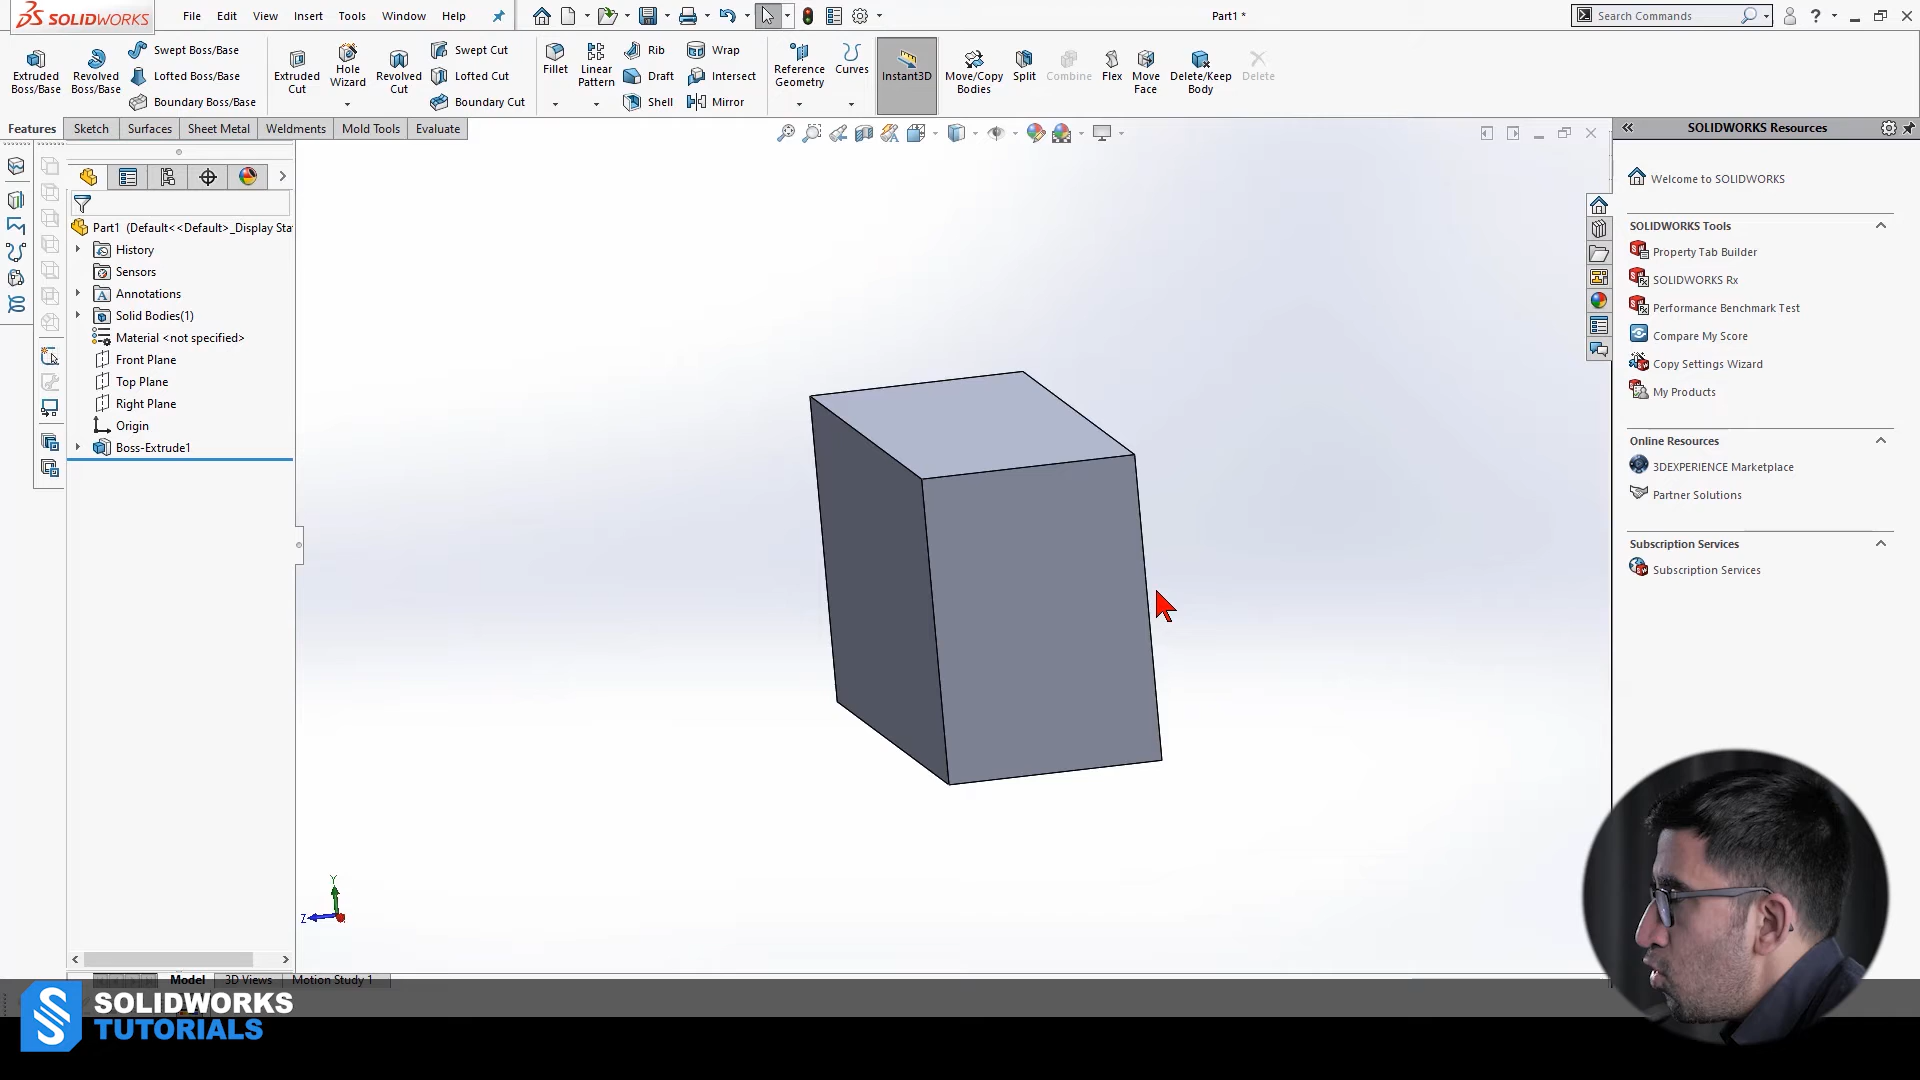 SOLIDWORKS
File Edit View Insert Tools Window Help
Part1 *
Search Commands
Extruded Boss/Base
Revolved Boss/Base
Swept Boss/Base
Lofted Boss/Base
Boundary Boss/Base
Extruded Cut
Hole Wizard
Revolved Cut
Swept Cut
Lofted Cut
Boundary Cut
Fillet
Linear Pattern
Rib
Draft
Shell
Wrap
Intersect
Mirror
Reference Geometry
Curves
Instant3D
Move/Copy Bodies
Split
Combine
Flex
Move Face
Delete/Keep Body
Delete
Features Sketch Surfaces Sheet Metal Weldments Mold Tools Evaluate
Part1 (Default<<Default>_Display Sta
History
Sensors
Annotations
Solid Bodies(1)
Material <not specified>
Front Plane
Top Plane
Right Plane
Origin
Boss-Extrude1
Y
Z
Model 3D Views Motion Study 1
SOLIDWORKS Resources
Welcome to SOLIDWORKS
SOLIDWORKS Tools
Property Tab Builder
SOLIDWORKS Rx
Performance Benchmark Test
Compare My Score
Copy Settings Wizard
My Products
Online Resources
3DEXPERIENCE Marketplace
Partner Solutions
Subscription Services
Subscription Services
SOLIDWORKS
TUTORIALS